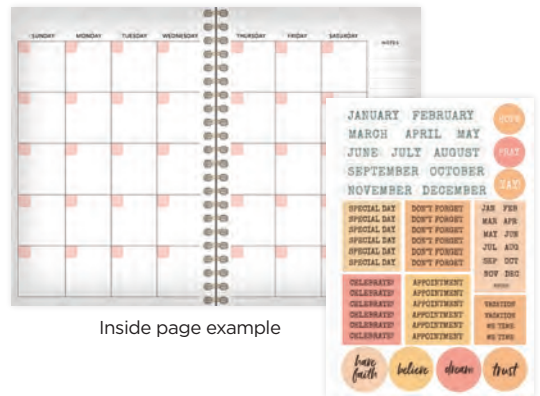 SUNDAY MONDAY TUESDAY WEDNESDAY THURSDAY FRIDAY SATURDAY NOTES
Inside page example
JANUARY FEBRUARY
MARCH APRIL MAY
JUNE JULY AUGUST
SEPTEMBER OCTOBER
NOVEMBER DECEMBER
PRAY
SPECIAL DAY
SPECIAL DAY
SPECIAL DAY
SPECIAL DAY
SPECIAL DAY
SPECIAL DAY
DON'T FORGET
DON'T FORGET
DON'T FORGET
DON'T FORGET
DON'T FORGET
DON'T FORGET
JAN FEB
MAR APR
MAY JUN
JUL AUG
SEP OCT
NOV DEC
CELEBRATE!
CELEBRATE!
CELEBRATE!
CELEBRATE!
CELEBRATE!
CELEBRATE!
APPOINTMENT
APPOINTMENT
APPOINTMENT
APPOINTMENT
APPOINTMENT
APPOINTMENT
VACATION
VACATION
ME TIME
ME TIME
have
faith
believe
dream
trust